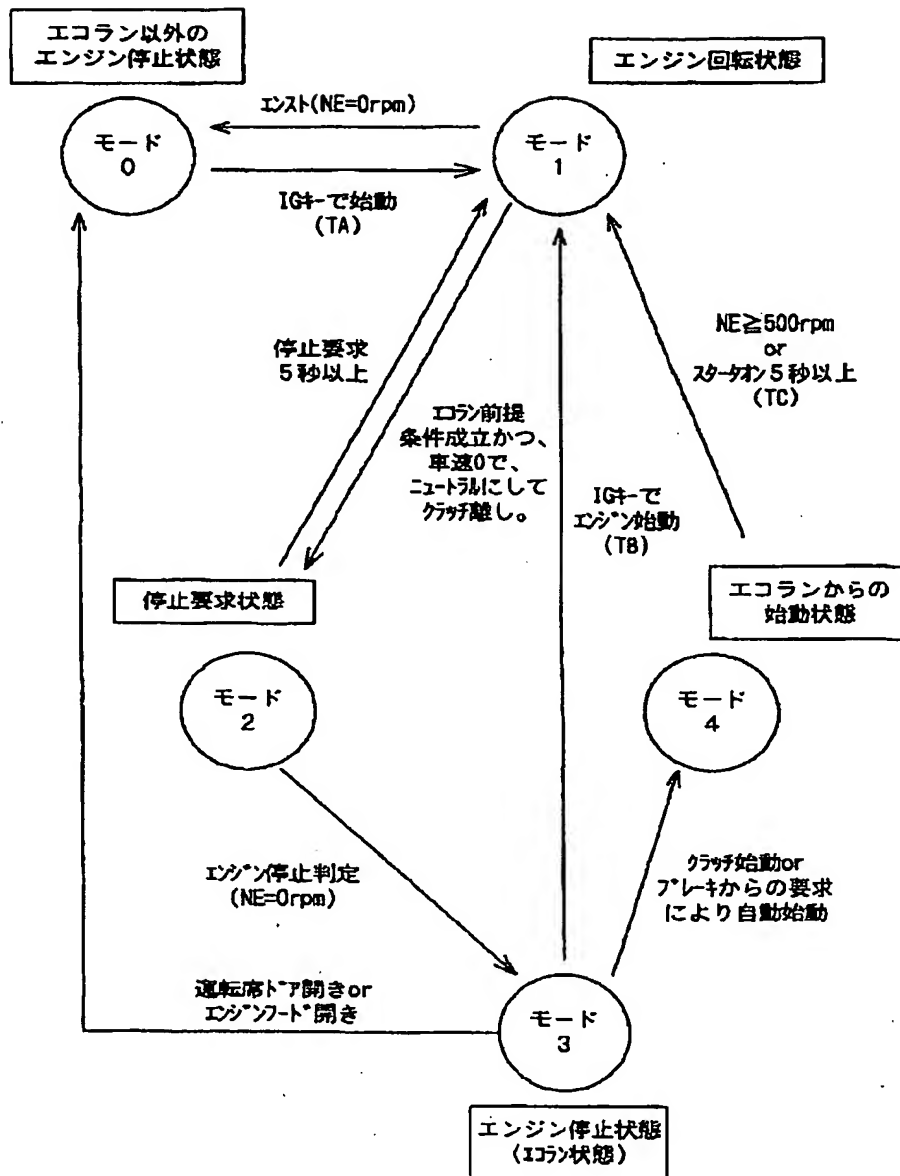 エコラン以外の
エンジン停止状態
エンジン回転状態
エンスト(NE=0rpm)
モード
0
モード
1
IGキーで始動
(TA)
停止要求
5秒以上
NE≧500rpm
or
スタータオン5秒以上
(TC)
エコラン前提
条件成立かつ、
車速0で、
ニュートラルにして
クラッチ離し。
IGキーで
エンジン始動
(TB)
停止要求状態
エコランからの
始動状態
モード
2
モード
4
エンジン停止判定
(NE=0rpm)
クラッチ始動or
ブレーキからの要求
により自動始動
運転席ドア開きor
エンジンフード開き
モード
3
エンジン停止状態
(エコラン状態)